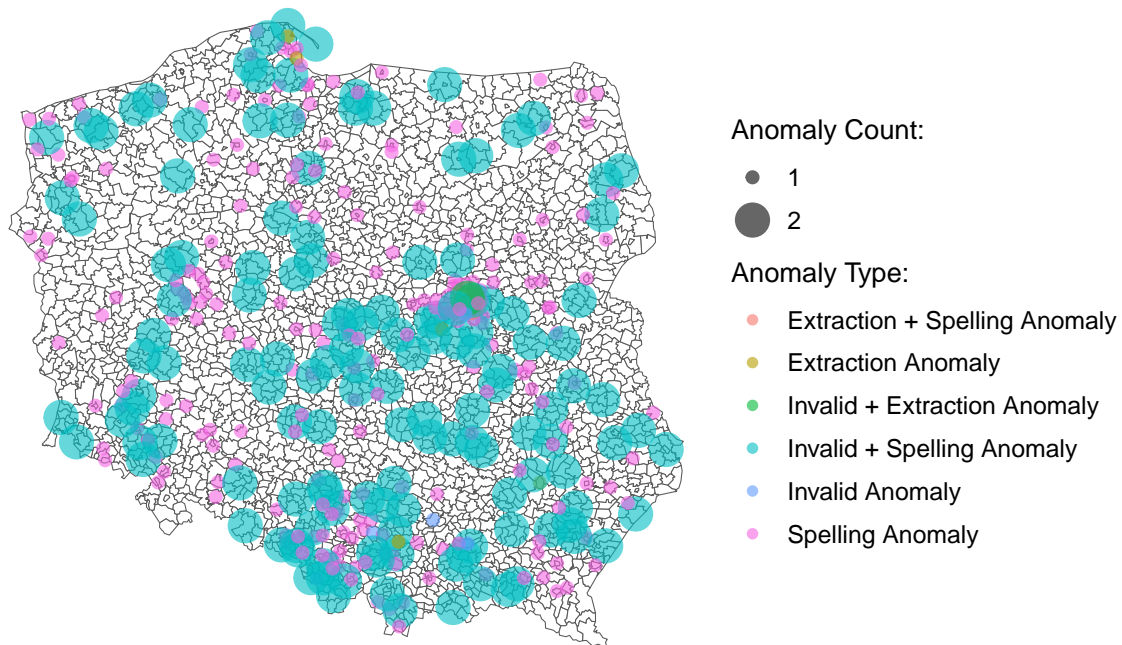 Anomaly Count:
1
2
Anomaly Type:
Extraction + Spelling Anomaly
Extraction Anomaly
Invalid + Extraction Anomaly
Invalid + Spelling Anomaly
Invalid Anomaly
Spelling Anomaly